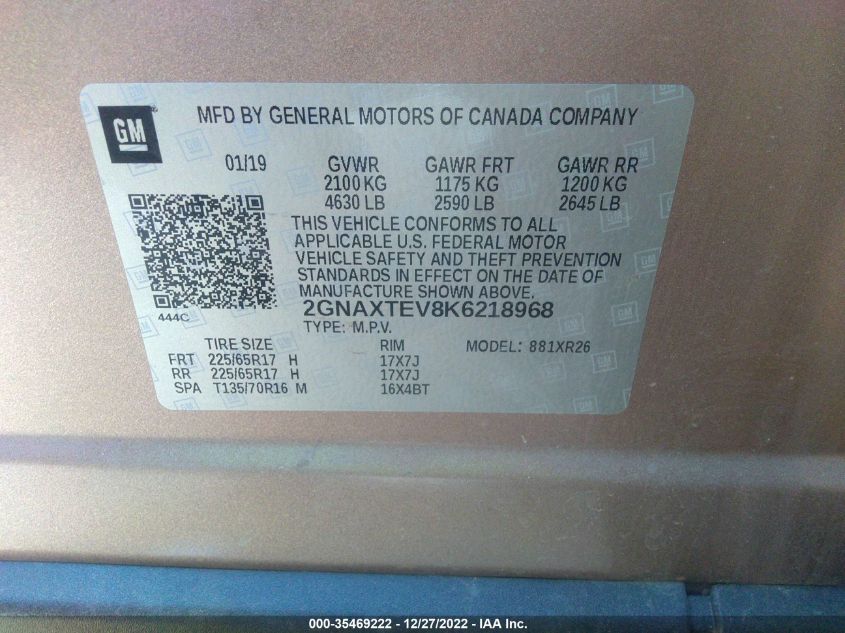 GM
MFD BY GENERAL MOTORS OF CANADA COMPANY
01/19 GVWR GAWR FRT GAWR RR
2100 KG 1175 KG 1200 KG
4630 LB 2590 LB 2645 LB
THIS VEHICLE CONFORMS TO ALL
APPLICABLE U.S. FEDERAL MOTOR
VEHICLE SAFETY AND THEFT PREVENTION
STANDARDS IN EFFECT ON THE DATE OF
MANUFACTURE SHOWN ABOVE.
444C 2GNAXTEV8K6218968
TYPE: M.P.V.
TIRE SIZE RIM MODEL: 881XR26
FRT 225/65R17 H 17X7J
RR 225/65R17 H 17X7J
SPA T135/70R16 M 16X4BT
000-35469222 - 12/27/2022 - IAA Inc.